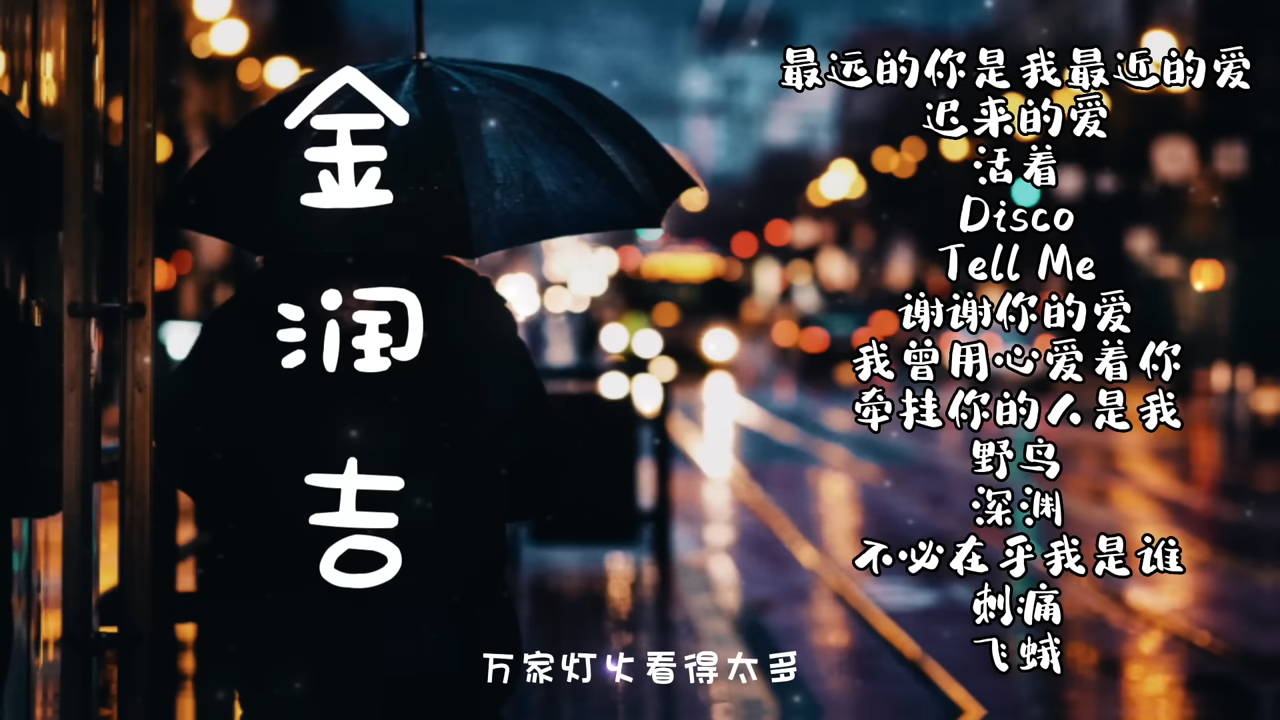 金润吉
最远的你是我最近的爱
迟来的爱
活着
Disco
Tell Me
谢谢你的爱
我曾用心爱着你
牵挂你的人是我
野鸟
深渊
不必在乎我是谁
刺痛
飞蛾
万家灯火看得太多